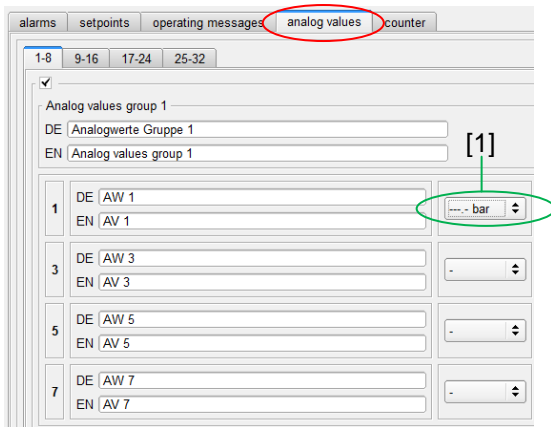 alarms setpoints operating messages analog values counter
1-8 9-16 17-24 25-32
Analog values group 1
DE Analogwerte Gruppe 1
EN Analog values group 1
[1]
1
DE AW 1
EN AV 1
---.- bar
3
DE AW 3
EN AV 3
-
5
DE AW 5
EN AV 5
-
7
DE AW 7
EN AV 7
-